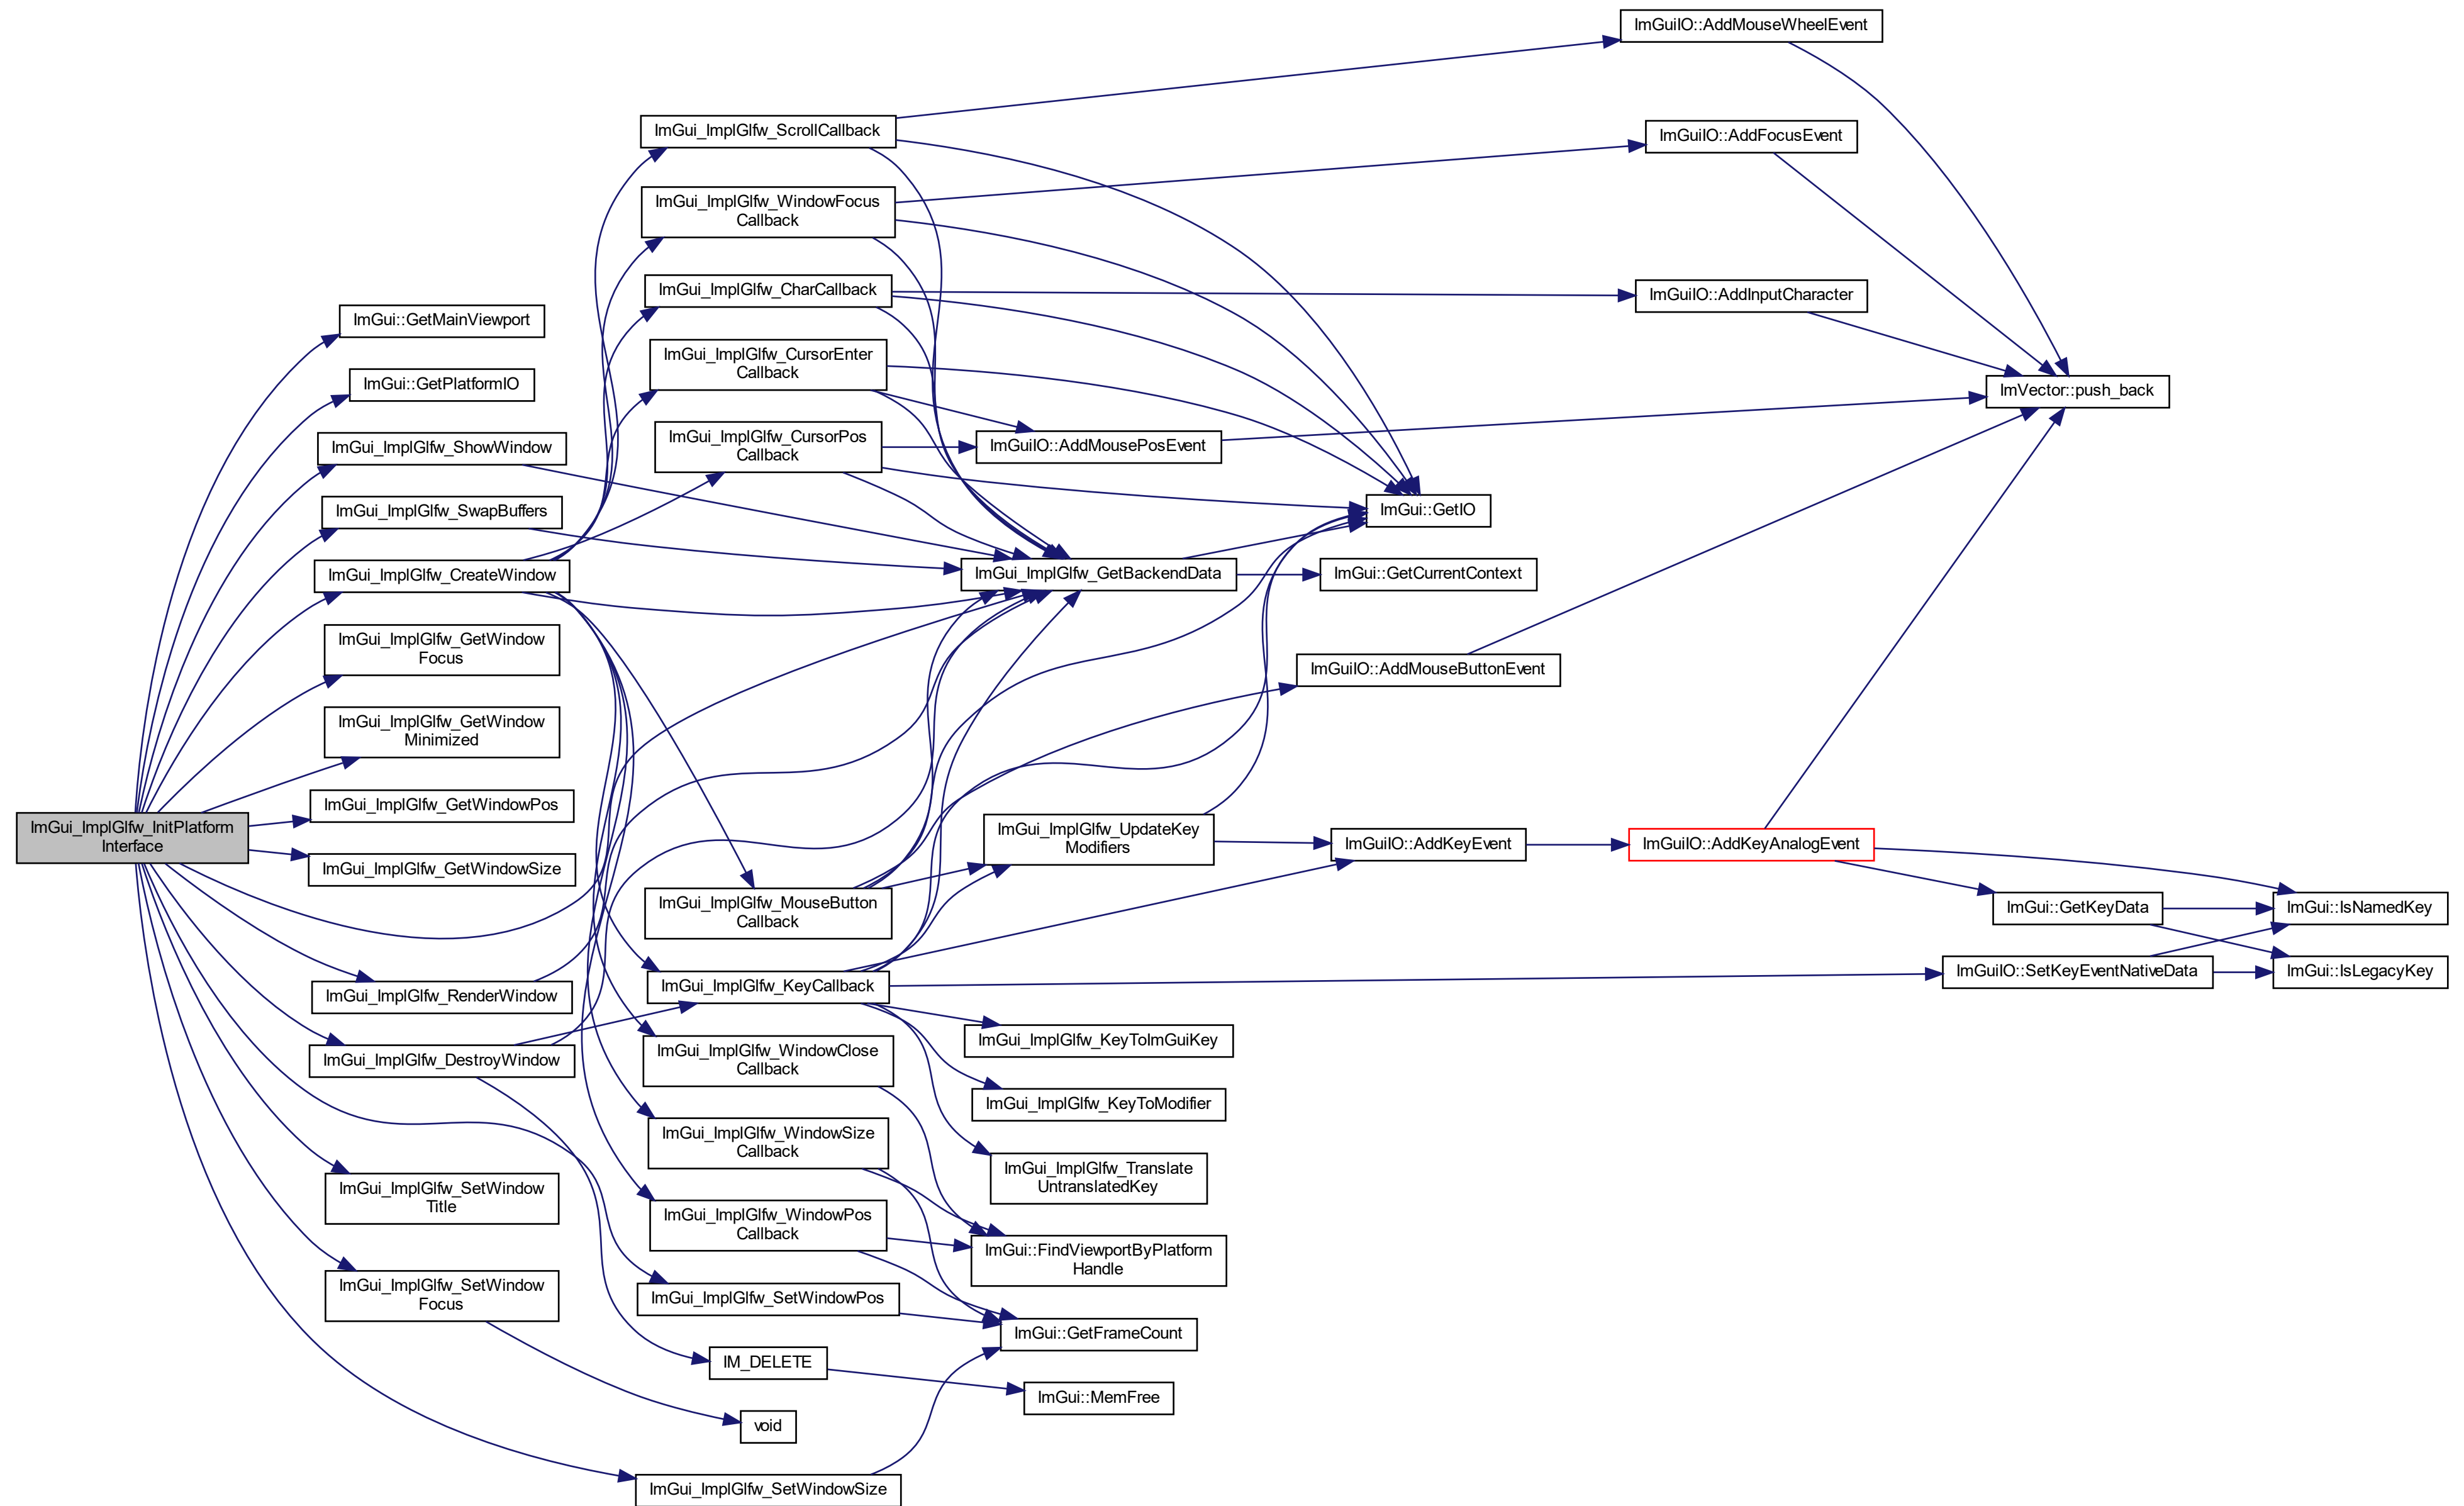 ImGuiIO::AddMouseWheelEvent
ImGui_ImplGlfw_ScrollCallback
ImGuiIO::AddFocusEvent
ImGui_ImplGlfw_WindowFocus
Callback
ImGui_ImplGlfw_CharCallback
ImGuiIO::AddInputCharacter
ImGui::GetMainViewport
ImGui_ImplGlfw_CursorEnter
Callback
ImGui::GetPlatformIO
ImVector::push_back
ImGui_ImplGlfw_ShowWindow
ImGui_ImplGlfw_CursorPos
Callback
ImGuiIO::AddMousePosEvent
ImGui_ImplGlfw_SwapBuffers
ImGui::GetIO
ImGui_ImplGlfw_CreateWindow
ImGui_ImplGlfw_GetBackendData
ImGui::GetCurrentContext
ImGui_ImplGlfw_GetWindow
Focus
ImGuiIO::AddMouseButtonEvent
ImGui_ImplGlfw_GetWindow
Minimized
ImGui_ImplGlfw_GetWindowPos
ImGui_ImplGlfw_InitPlatform
Interface
ImGui_ImplGlfw_UpdateKey
Modifiers
ImGuiIO::AddKeyEvent
ImGuiIO::AddKeyAnalogEvent
ImGui_ImplGlfw_GetWindowSize
ImGui_ImplGlfw_MouseButton
Callback
ImGui::GetKeyData
ImGui::IsNamedKey
ImGui_ImplGlfw_RenderWindow
ImGui_ImplGlfw_KeyCallback
ImGuiIO::SetKeyEventNativeData
ImGui::IsLegacyKey
ImGui_ImplGlfw_KeyToImGuiKey
ImGui_ImplGlfw_DestroyWindow
ImGui_ImplGlfw_WindowClose
Callback
ImGui_ImplGlfw_KeyToModifier
ImGui_ImplGlfw_WindowSize
Callback
ImGui_ImplGlfw_Translate
UntranslatedKey
ImGui_ImplGlfw_SetWindow
Title
ImGui_ImplGlfw_WindowPos
Callback
ImGui::FindViewportByPlatform
Handle
ImGui_ImplGlfw_SetWindow
Focus
ImGui_ImplGlfw_SetWindowPos
ImGui::GetFrameCount
IM_DELETE
ImGui::MemFree
void
ImGui_ImplGlfw_SetWindowSize